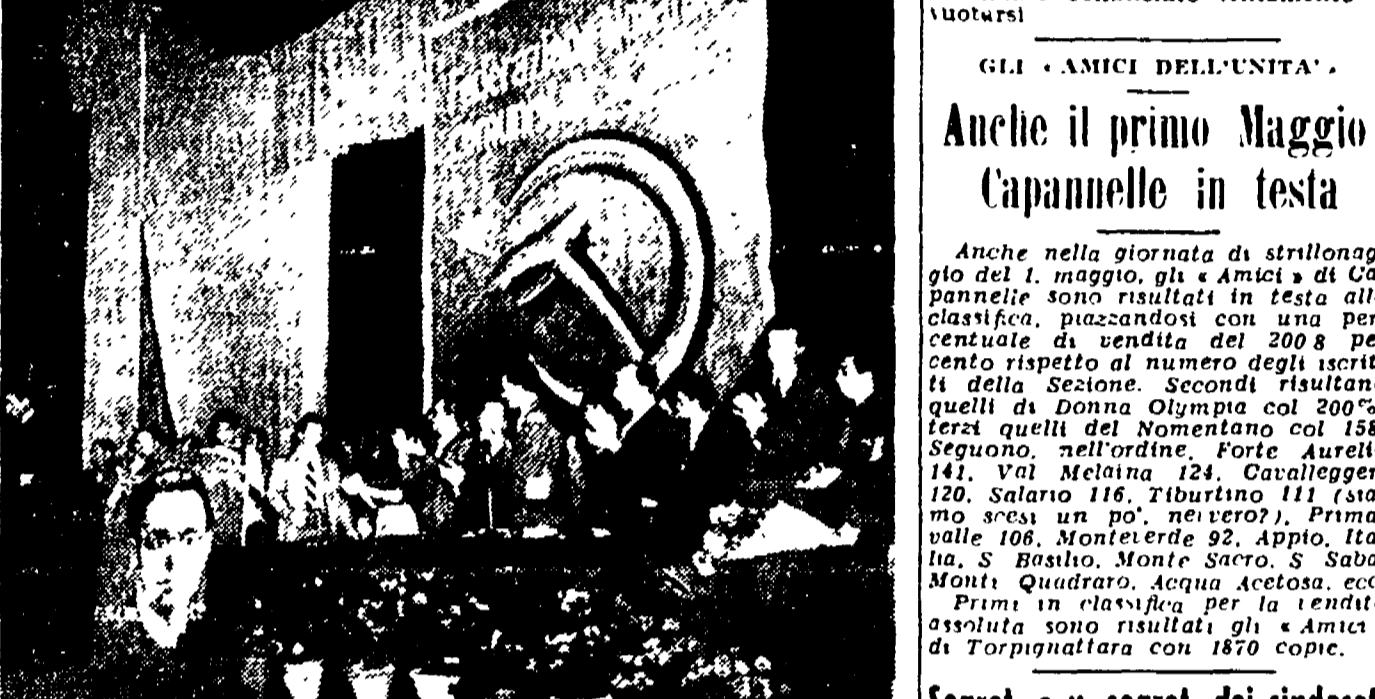 vuotarsi
GLI « AMICI DELL'UNITA' »
Anche il primo Maggio
Capannelle in testa
Anche nella giornata di strillonag
gio del 1. maggio, gli « Amici » di Ca
pannelle sono risultati in testa all
classifica, piazzandosi con una per
centuale di vendita del 200 8 pe
cento rispetto al numero degli iscrit
ti della Sezione. Secondi risultan
quelli di Donna Olympia col 200%
terzi quelli del Nomentano col 158
Seguono, nell'ordine, Forte Aureli
141, Val Melaina 124, Cavallegger
120, Salario 116, Tiburtino 111 (sia
mo scesi un po', nevvero?), Prima
valle 106, Monteverde 92, Appio, Ita
lia, S Basilio, Monte Sacro, S Saba
Monti Quadraro, Acqua Acetosa, ecc
Primi in classifica per la vendit
assoluta sono risultati gli « Amici
di Torpignattara con 1870 copie.